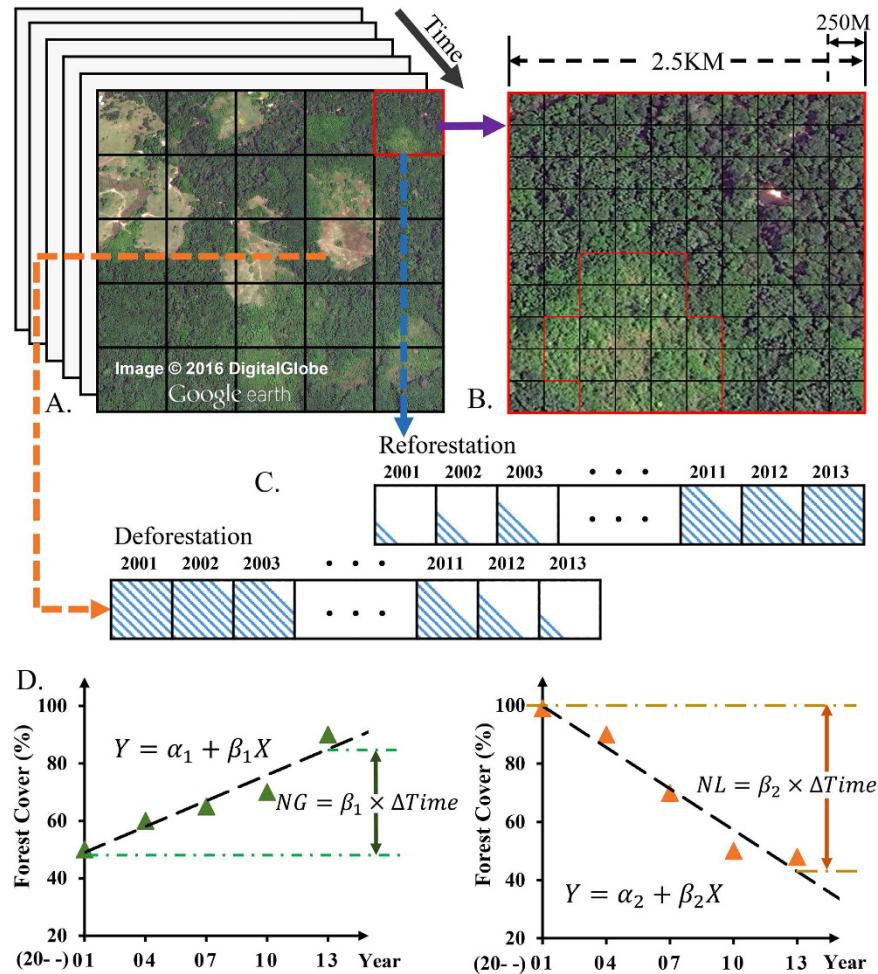 Time
250M
2.5KM
Image © 2016 DigitalGlobe
Google earth
A.
B.
Reforestation
C.
2001 2002 2003 • • • 2011 2012 2013
• • •
Deforestation
2001 2002 2003 • • • 2011 2012 2013
• • •
D.
Forest Cover (%)
100
80
60
40
20
Y = α₁ + β₁X
NG = β₁ × ΔTime
(20- -) 01 04 07 10 13 Year
Forest Cover (%)
100
80
60
40
20
NL = β₂ × ΔTime
Y = α₂ + β₂X
(20- -) 01 04 07 10 13 Year